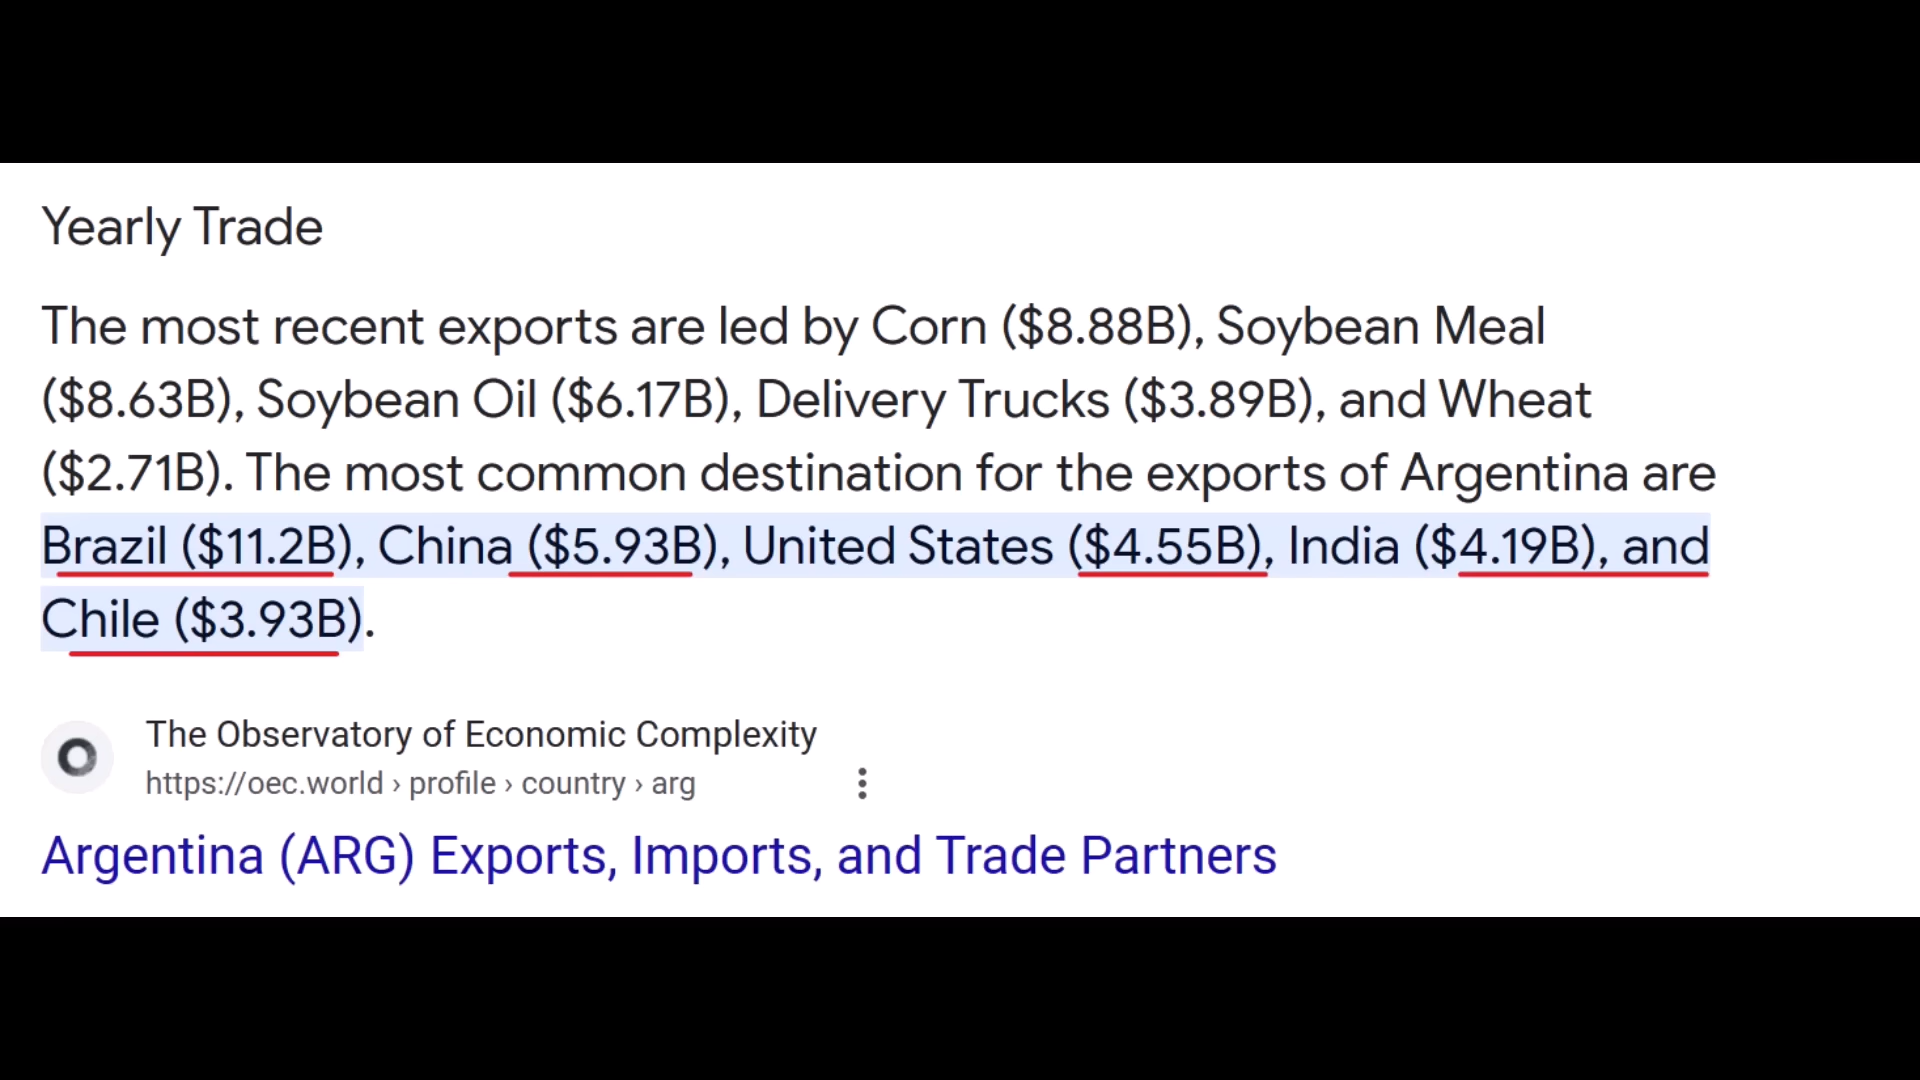 Yearly Trade
The most recent exports are led by Corn ($8.88B), Soybean Meal
($8.63B), Soybean Oil ($6.17B), Delivery Trucks ($3.89B), and Wheat
($2.71B). The most common destination for the exports of Argentina are
Brazil ($11.2B), China ($5.93B), United States ($4.55B), India ($4.19B), and
Chile ($3.93B).
The Observatory of Economic Complexity
https://oec.world › profile › country › arg
Argentina (ARG) Exports, Imports, and Trade Partners